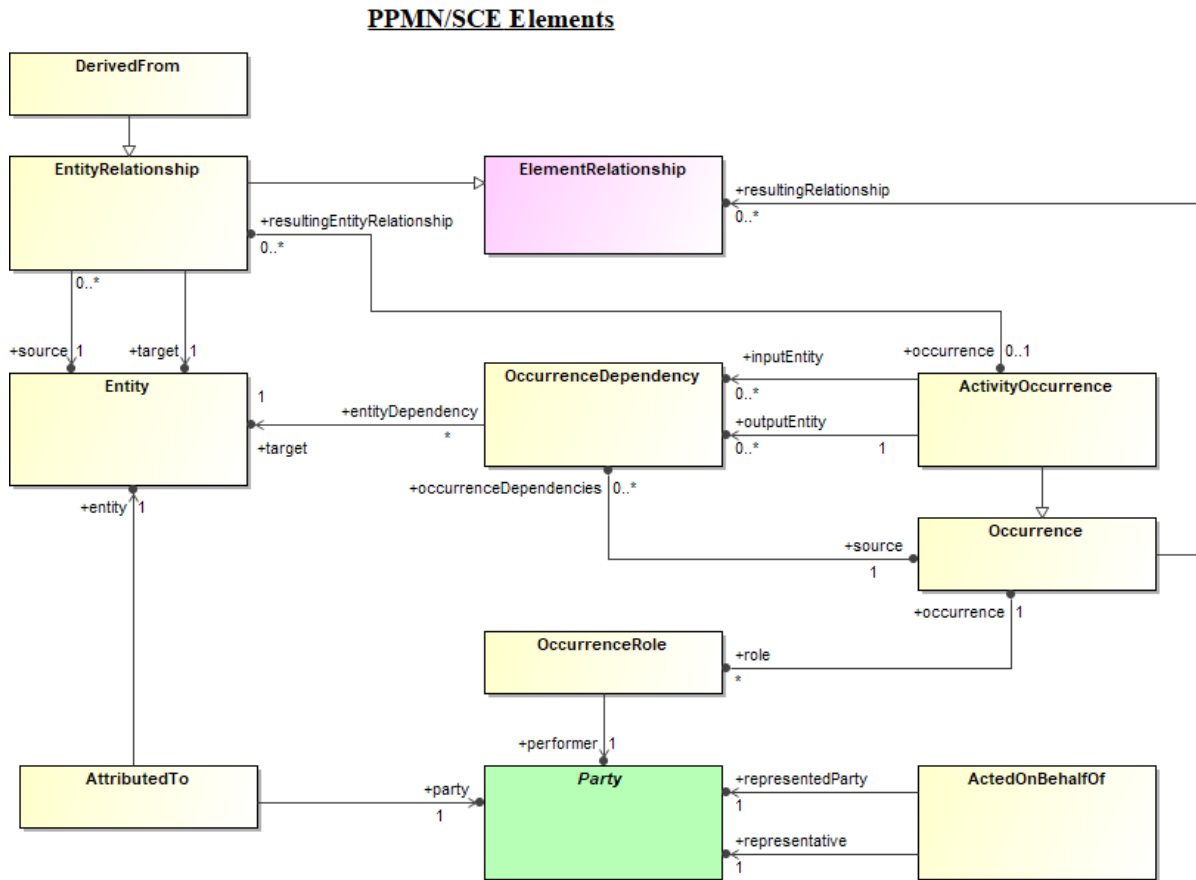 PPMN/SCE Elements
DerivedFrom
EntityRelationship
ElementRelationship
+resultingRelationship
0..*
+resultingEntityRelationship
0..*
0..*
+source 1
+target 1
+occurrence 0..1
Entity
OccurrenceDependency
+inputEntity
0..*
ActivityOccurrence
1
+entityDependency
*
+target
+outputEntity
0..* 1
+entity 1
+occurrenceDependencies 0..*
+source
1
Occurrence
+occurrence 1
OccurrenceRole
+role
*
+performer 1
AttributedTo
+party
1
Party
+representedParty
1
ActedOnBehalfOf
+representative
1